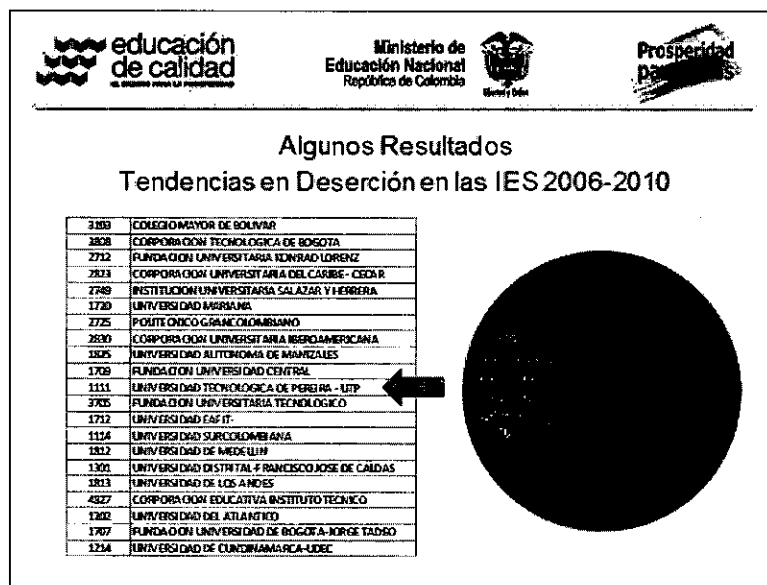 educación
de calidad
Ministerio de
Educación Nacional
República de Colombia
Prosperidad
Algunos Resultados
Tendencias en Deserción en las IES 2006-2010
3103 COLEGIO MAYOR DE BOLIVAR
3808 CORPORACION TECNOLOGICA DE BOGOTA
2712 FUNDACION UNIVERSITARIA KONRAD LORENZ
2823 CORPORACION UNIVERSITARIA DEL CARIBE - CECAR
2749 INSTITUCION UNIVERSITARIA SALAZAR Y HERRERA
1720 UNIVERSIDAD MARIANA
2725 POLITECNICO GRANCOLOMBIANO
2830 CORPORACION UNIVERSITARIA IBEROAMERICANA
1825 UNIVERSIDAD AUTONOMA DE MANIZALES
1709 FUNDACION UNIVERSIDAD CENTRAL
1111 UNIVERSIDAD TECNOLOGICA DE PEREIRA - UTP
3705 FUNDACION UNIVERSITARIA TECNOLOGICO
1712 UNIVERSIDAD EAFIT-
1114 UNIVERSIDAD SURCOLOMBIANA
1812 UNIVERSIDAD DE MEDELLIN
1301 UNIVERSIDAD DISTRITAL-FRANCISCO JOSE DE CALDAS
1813 UNIVERSIDAD DE LOS ANDES
4827 CORPORACION EDUCATIVA INSTITUTO TECNICO
1202 UNIVERSIDAD DEL ATLANTICO
1707 FUNDACION UNIVERSIDAD DE BOGOTA-JORGE TADEO
1214 UNIVERSIDAD DE CUNDINAMARCA-UDEC